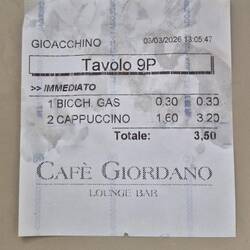 GIOACCHINO 03/03/2026 13:05:47
Tavolo 9P
>> IMMEDIATO
1 BICCH. GAS 0.30 0.30
2 CAPPUCCINO 1,60 3,20
Totale: 3,50
CAFÈ GIORDANO
LOUNGE BAR